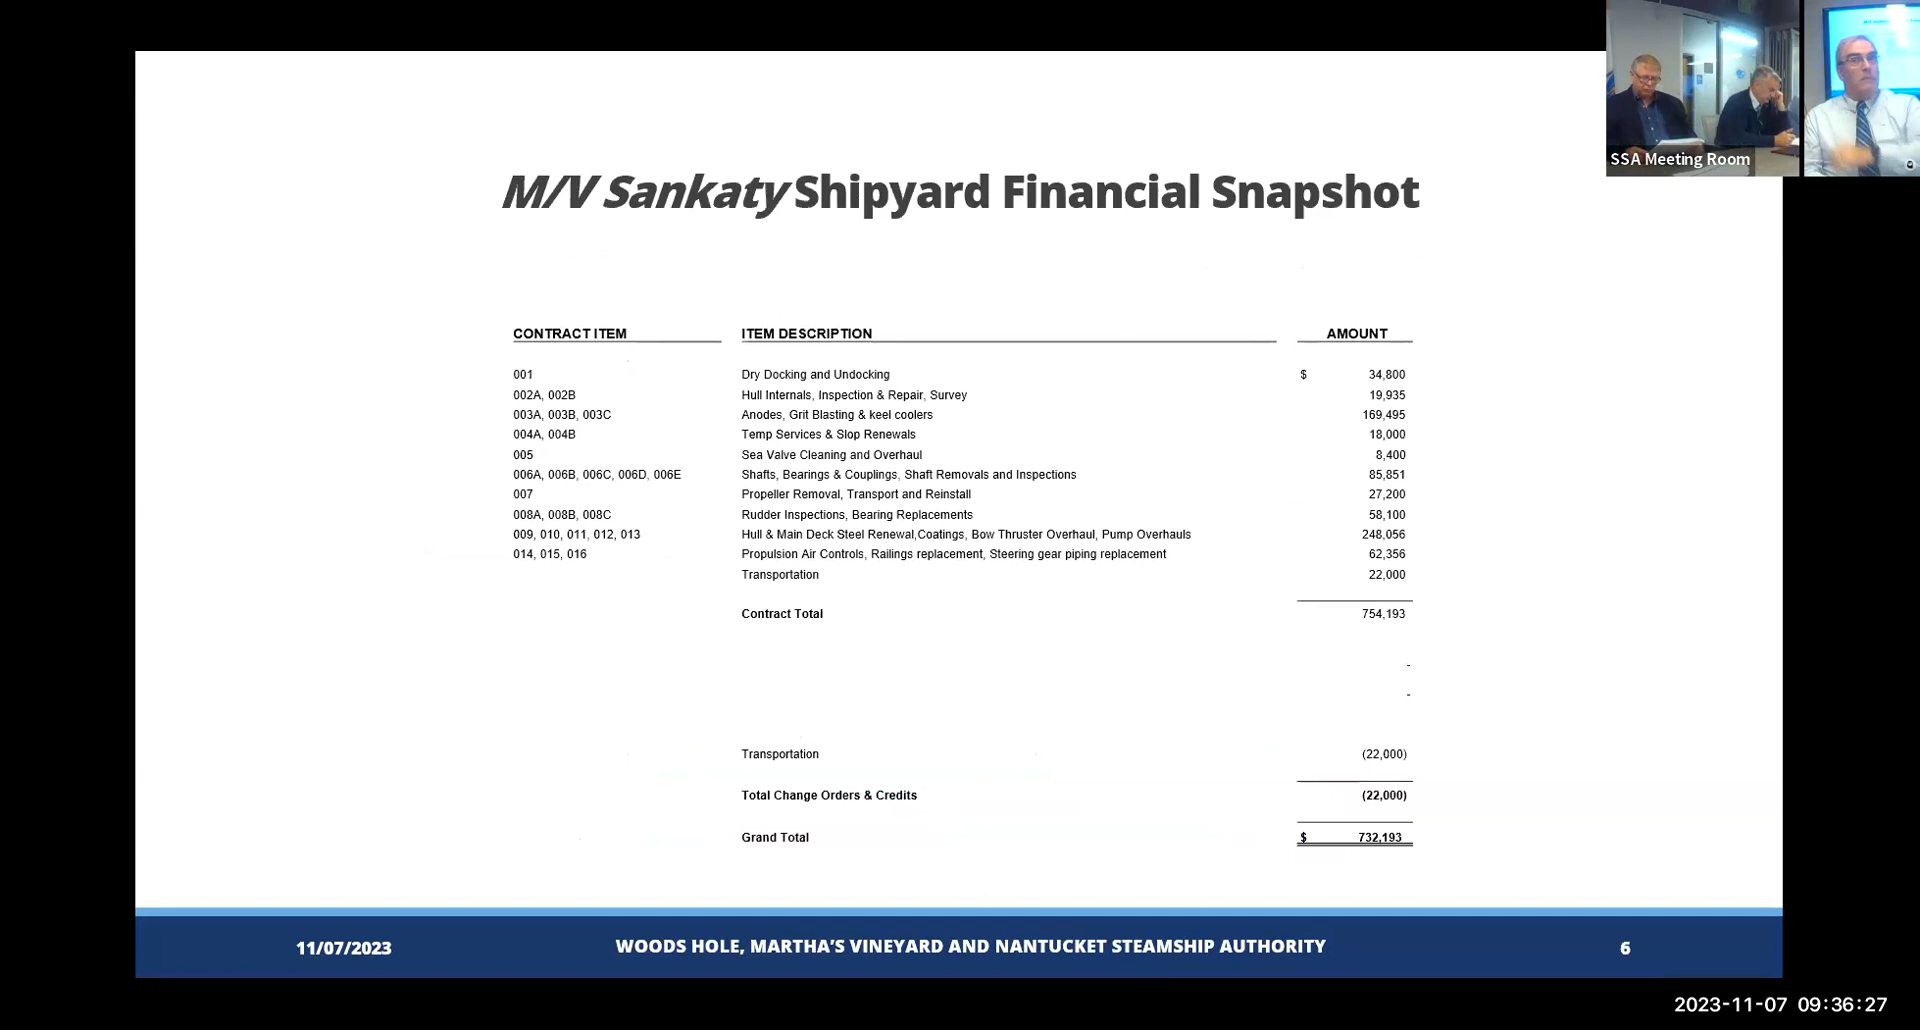 SSA Meeting Room
M/V Sankaty Shipyard Financial Snapshot
CONTRACT ITEM ITEM DESCRIPTION AMOUNT
001 Dry Docking and Undocking $ 34,800
002A, 002B Hull Internals, Inspection & Repair, Survey 19,935
003A, 003B, 003C Anodes, Grit Blasting & keel coolers 169,495
004A, 004B Temp Services & Slop Renewals 18,000
005 Sea Valve Cleaning and Overhaul 8,400
006A, 006B, 006C, 006D, 006E Shafts, Bearings & Couplings, Shaft Removals and Inspections 85,851
007 Propeller Removal, Transport and Reinstall 27,200
008A, 008B, 008C Rudder Inspections, Bearing Replacements 58,100
009, 010, 011, 012, 013 Hull & Main Deck Steel Renewal,Coatings, Bow Thruster Overhaul, Pump Overhauls 248,056
014, 015, 016 Propulsion Air Controls, Railings replacement, Steering gear piping replacement 62,356
Transportation 22,000
Contract Total 754,193
-
-
Transportation (22,000)
Total Change Orders & Credits (22,000)
Grand Total $ 732,193
11/07/2023 WOODS HOLE, MARTHA'S VINEYARD AND NANTUCKET STEAMSHIP AUTHORITY 6
2023-11-07 09:36:27